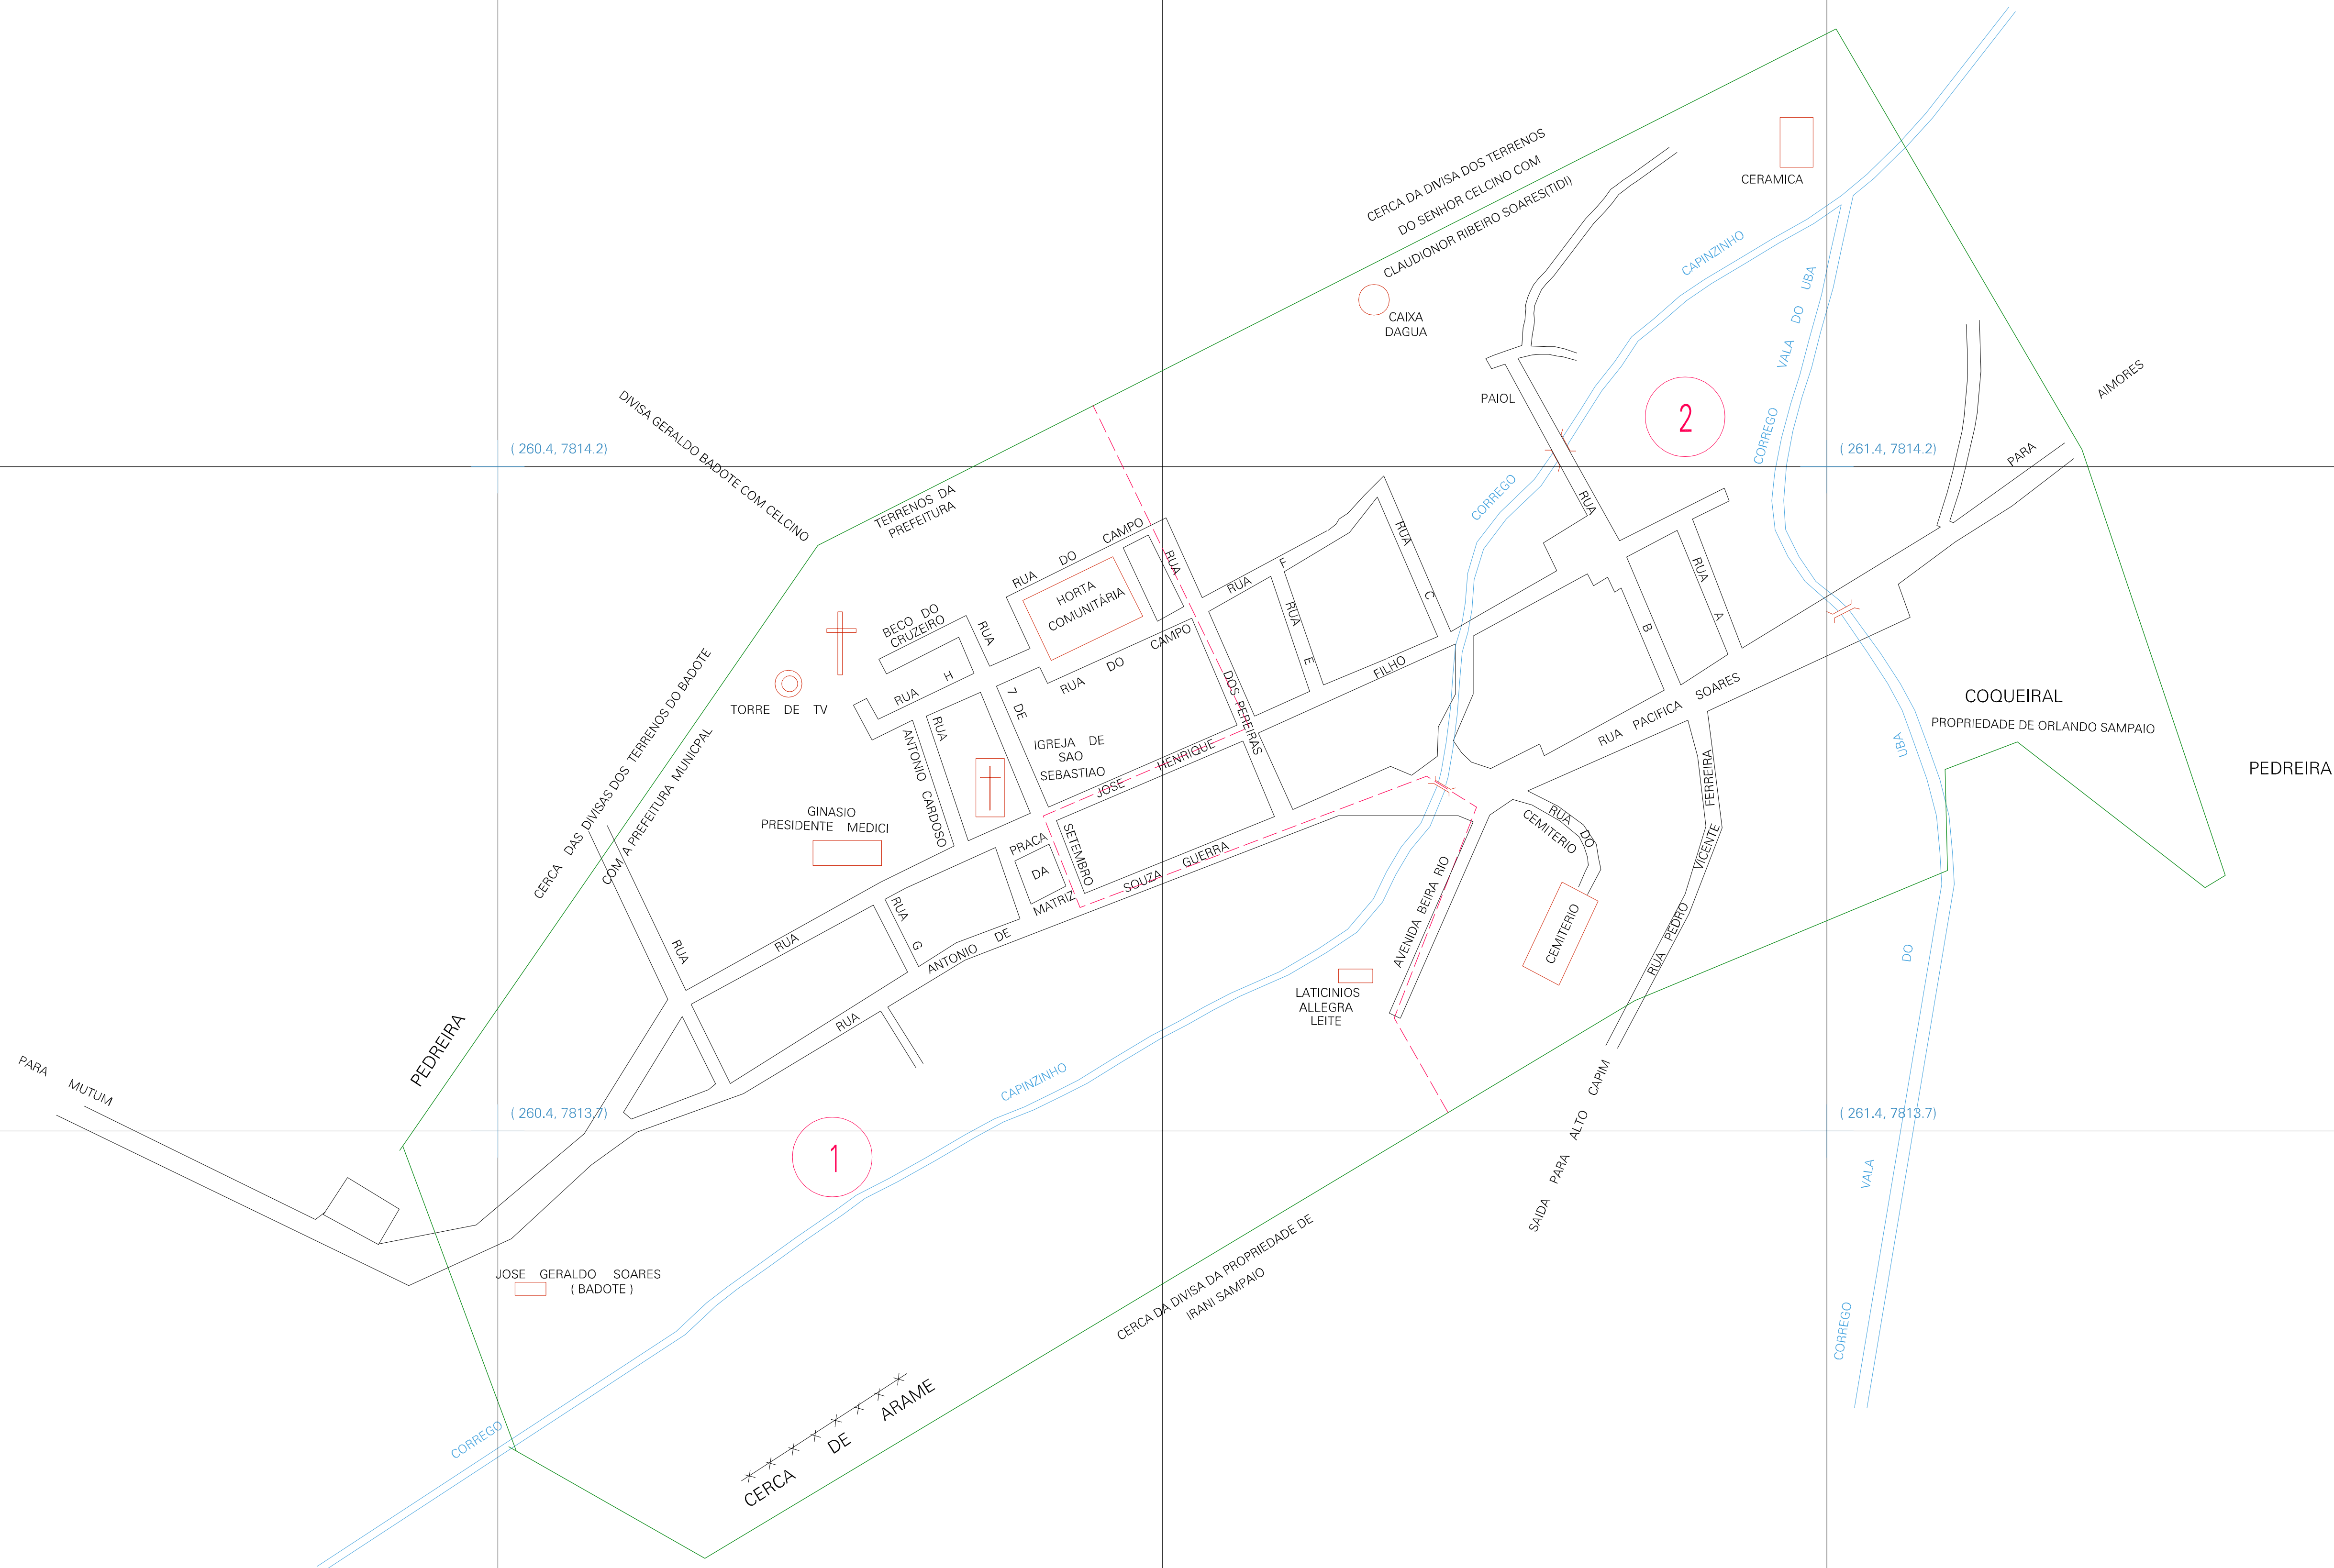 CERAMICA
CERCA DA DIVISA DOS TERRENOS
DO SENHOR CELCINO COM
CLAUDIONOR RIBEIRO SOARES(TIDI)
CAPINZINHO
CORREGO VALA DO UBA
CAIXA
DAGUA
PAIOL
2
AIMORES
PARA
DIVISA GERALDO BADOTE COM CELCINO
( 260.4, 7814.2)
( 261.4, 7814.2)
TERRENOS DA
PREFEITURA
CORREGO
RUA
RUA DO CAMPO
HORTA
COMUNITÁRIA
RUA
DOS PEREIRAS
RUA F
RUA C
RUA E
RUA A
B
BECO DO
CRUZEIRO
RUA
7 DE
SETEMBRO
RUA H
RUA DO CAMPO
TORRE DE TV
RUA
ANTONIO CARDOSO
IGREJA DE
SAO
SEBASTIAO
JOSE HENRIQUE FILHO
RUA PACIFICA SOARES
COQUEIRAL
PROPRIEDADE DE ORLANDO SAMPAIO
PEDREIRA
CERCA DAS DIVISAS DOS TERRENOS DO BADOTE
COM A PREFEITURA MUNICPAL
GINASIO
PRESIDENTE MEDICI
PRACA
DA
MATRIZ
RUA
RUA
RUA G
RUA
ANTONIO DE SOUZA GUERRA
RUA DO
CEMITERIO
CEMITERIO
AVENIDA BEIRA RIO
RUA PEDRO VICENTE FERREIRA
LATICINIOS
ALLEGRA
LEITE
CORREGO VALA DO UBA
PEDREIRA
PARA MUTUM
CAPINZINHO
( 260.4, 7813.7)
( 261.4, 7813.7)
1
SAIDA PARA ALTO CAPIM
JOSE GERALDO SOARES
( BADOTE )
CERCA DA DIVISA DA PROPRIEDADE DE
IRANI SAMPAIO
CORREGO
CERCA DE ARAME